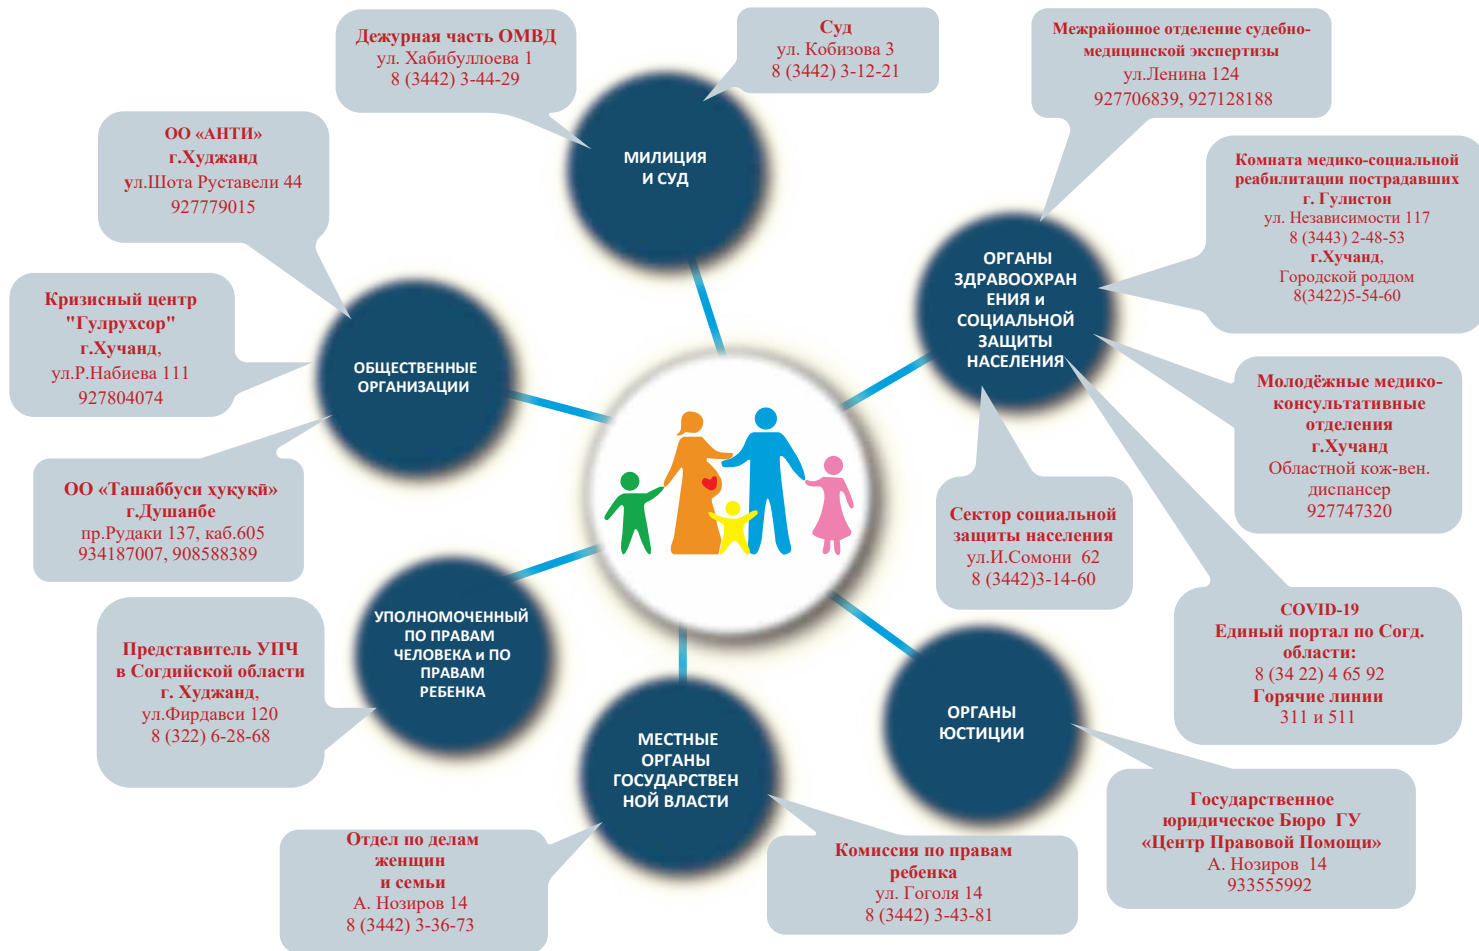 Дежурная часть ОМВД
ул. Хабибуллоева 1
8 (3442) 3-44-29
Суд
ул. Кобизова 3
8 (3442) 3-12-21
Межрайонное отделение судебно-
медицинской экспертизы
ул.Ленина 124
927706839, 927128188
ОО «АНТИ»
г.Худжанд
ул.Шота Руставели 44
927779015
МИЛИЦИЯ
И СУД
Комната медико-социальной
реабилитации пострадавших
г. Гулистон
ул. Независимости 117
8 (3443) 2-48-53
г.Хучанд,
Городской роддом
8(3422)5-54-60
Кризисный центр
"Гулрухсор"
г.Хучанд,
ул.Р.Набиева 111
927804074
ОБЩЕСТВЕННЫЕ
ОРГАНИЗАЦИИ
ОРГАНЫ
ЗДРАВООХРАН
ЕНИЯ и
СОЦИАЛЬНОЙ
ЗАЩИТЫ
НАСЕЛЕНИЯ
Молодёжные медико-
консультативные
отделения
г.Хучанд
Областной кож-вен.
диспансер
927747320
ОО «Ташаббуси ҳуқуқӣ»
г.Душанбе
пр.Рудаки 137, каб.605
934187007, 908588389
Сектор социальной
защиты населения
ул.И.Сомони 62
8 (3442)3-14-60
COVID-19
Единый портал по Согд.
области:
8 (34 22) 4 65 92
Горячие линии
311 и 511
УПОЛНОМОЧЕННЫЙ
ПО ПРАВАМ
ЧЕЛОВЕКА и ПО
ПРАВАМ
РЕБЕНКА
Представитель УПЧ
в Согдийской области
г. Худжанд,
ул.Фирдавси 120
8 (322) 6-28-68
МЕСТНЫЕ
ОРГАНЫ
ГОСУДАРСТВЕН
НОЙ ВЛАСТИ
ОРГАНЫ
ЮСТИЦИИ
Отдел по делам
женщин
и семьи
А. Нозиров 14
8 (3442) 3-36-73
Комиссия по правам
ребенка
ул. Гоголя 14
8 (3442) 3-43-81
Государственное
юридическое Бюро ГУ
«Центр Правовой Помощи»
А. Нозиров 14
933555992